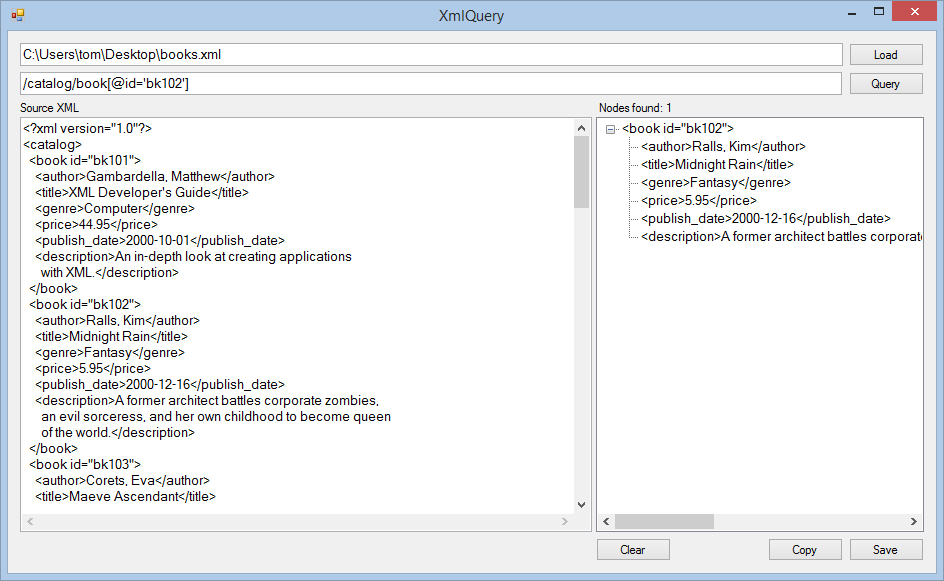 XmlQuery
C:\Users\tom\Desktop\books.xml
Load
/catalog/book[@id='bk102']
Query
Source XML
<?xml version="1.0"?>
<catalog>
<book id="bk101">
<author>Gambardella, Matthew</author>
<title>XML Developer's Guide</title>
<genre>Computer</genre>
<price>44.95</price>
<publish_date>2000-10-01</publish_date>
<description>An in-depth look at creating applications
with XML.</description>
</book>
<book id="bk102">
<author>Ralls, Kim</author>
<title>Midnight Rain</title>
<genre>Fantasy</genre>
<price>5.95</price>
<publish_date>2000-12-16</publish_date>
<description>A former architect battles corporate zombies,
an evil sorceress, and her own childhood to become queen
of the world.</description>
</book>
<book id="bk103">
<author>Corets, Eva</author>
<title>Maeve Ascendant</title>
Nodes found: 1
<book id="bk102">
<author>Ralls, Kim</author>
<title>Midnight Rain</title>
<genre>Fantasy</genre>
<price>5.95</price>
<publish_date>2000-12-16</publish_date>
<description>A former architect battles corporat
Clear
Copy
Save